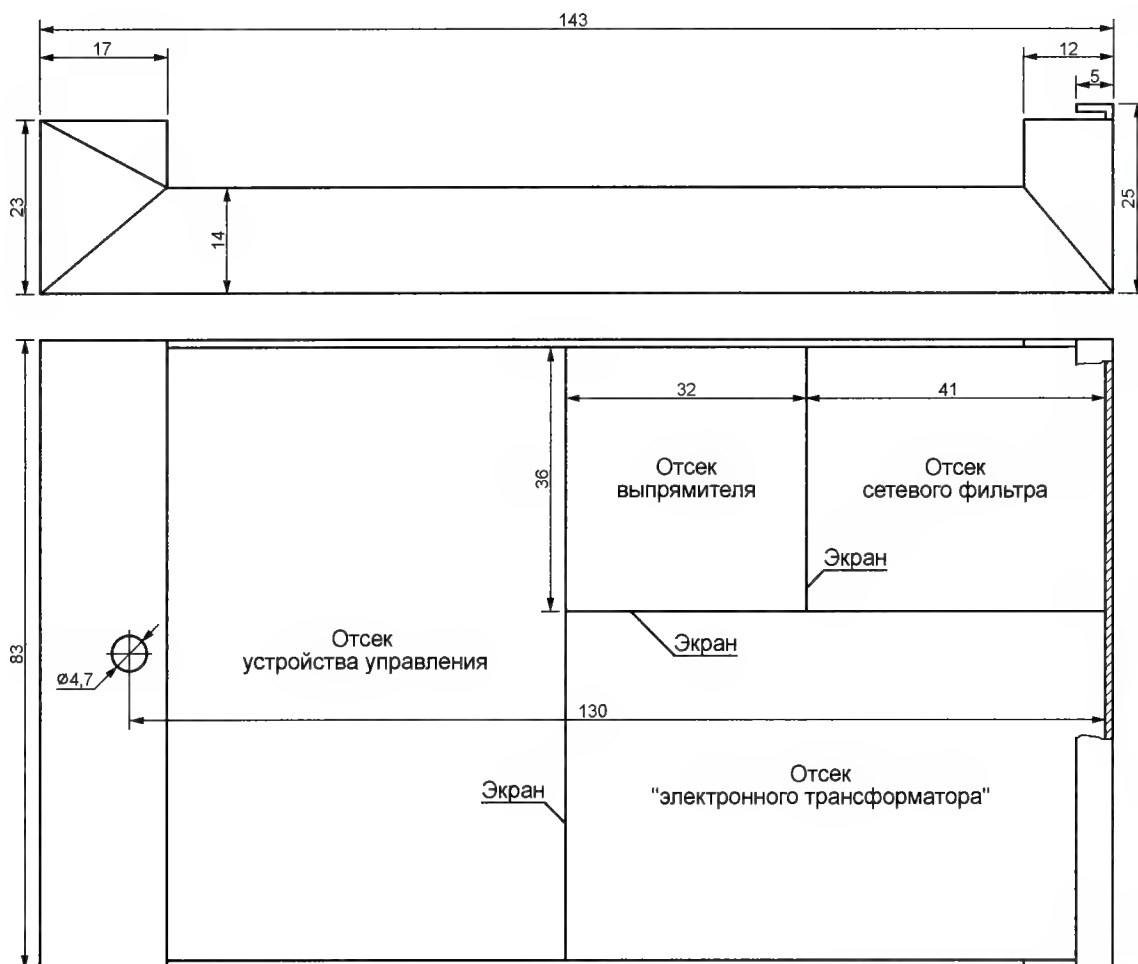 143
17
12
5
23
14
25
32
41
36
Отсек
выпрямителя
Отсек
сетевого фильтра
Экран
Отсек
устройства управления
Экран
83
ø4,7
130
Отсек
"электронного трансформатора"
Экран